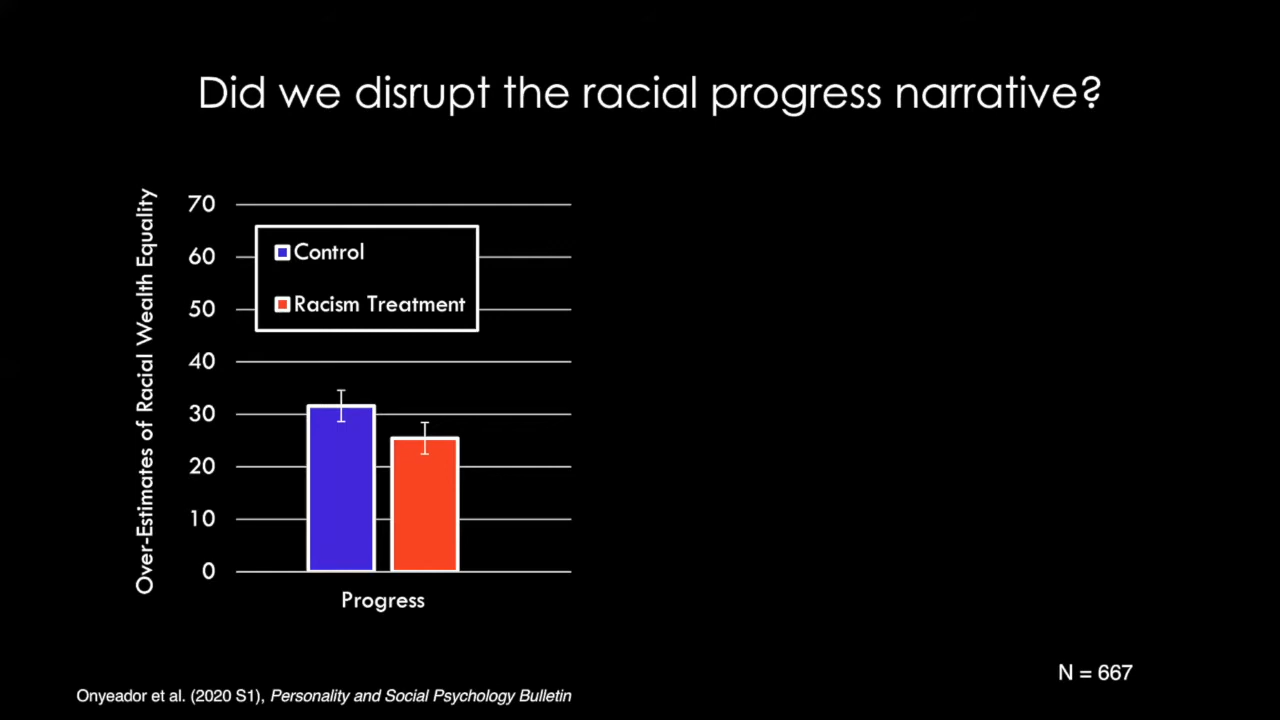 Did we disrupt the racial progress narrative?
Over-Estimates of Racial Wealth Equality
70
60
50
40
30
20
10
0
Control
Racism Treatment
Progress
N = 667
Onyeador et al. (2020 S1), Personality and Social Psychology Bulletin